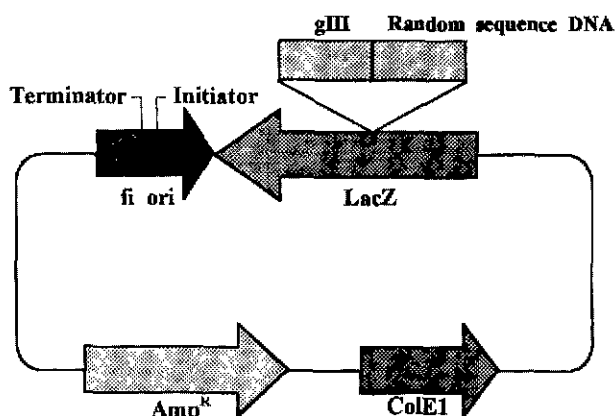 gIII Random sequence DNA
Terminator Initiator
fi ori LacZ
Amp^R ColE1